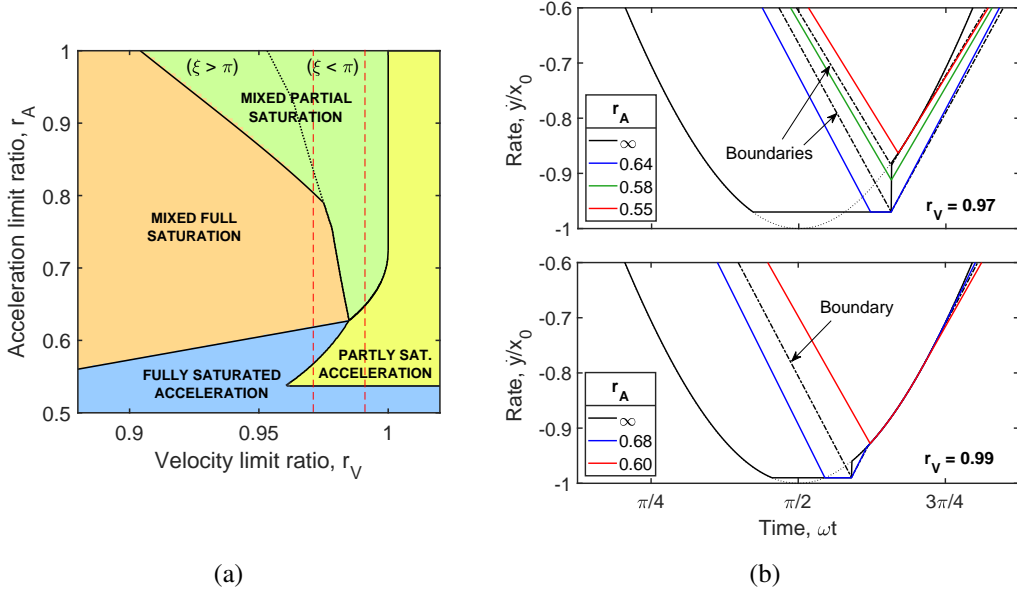 (ξ > π)
(ξ < π)
MIXED PARTIAL
SATURATION
MIXED FULL
SATURATION
PARTLY SAT.
ACCELERATION
FULLY SATURATED
ACCELERATION
1
0.9
0.8
0.7
0.6
0.5
0.9
0.95
1
Acceleration limit ratio, r_A
Velocity limit ratio, r_V
(a)
-0.6
-0.7
-0.8
-0.9
-1
Rate, ẏ/x_0
r_A
∞
0.64
0.58
0.55
Boundaries
r_V = 0.97
-0.6
-0.7
-0.8
-0.9
-1
Rate, ẏ/x_0
Boundary
r_A
∞
0.68
0.60
r_V = 0.99
π/4
π/2
3π/4
Time, ωt
(b)